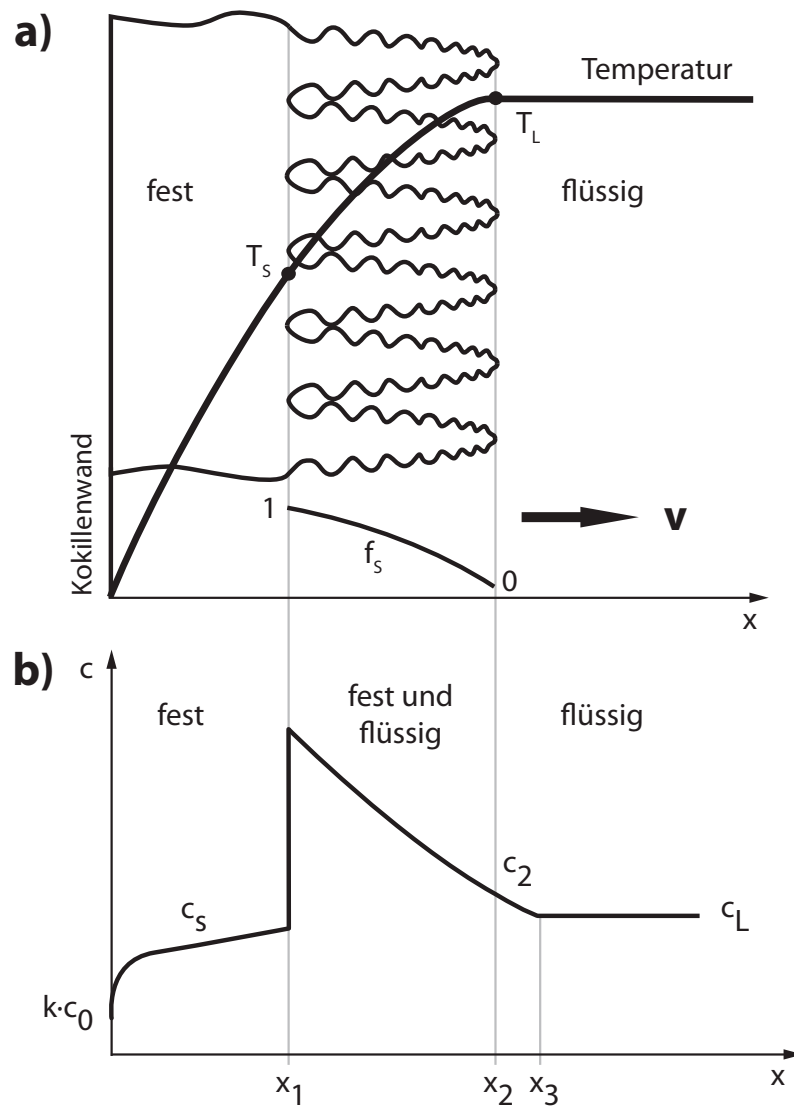 a)
Temperatur
T_L
fest
flüssig
T_S
Kokillenwand
1
f_S
0
v
x
b)
c
fest
fest und
flüssig
flüssig
c_2
c_S
c_L
k·c_0
x_1
x_2
x_3
x